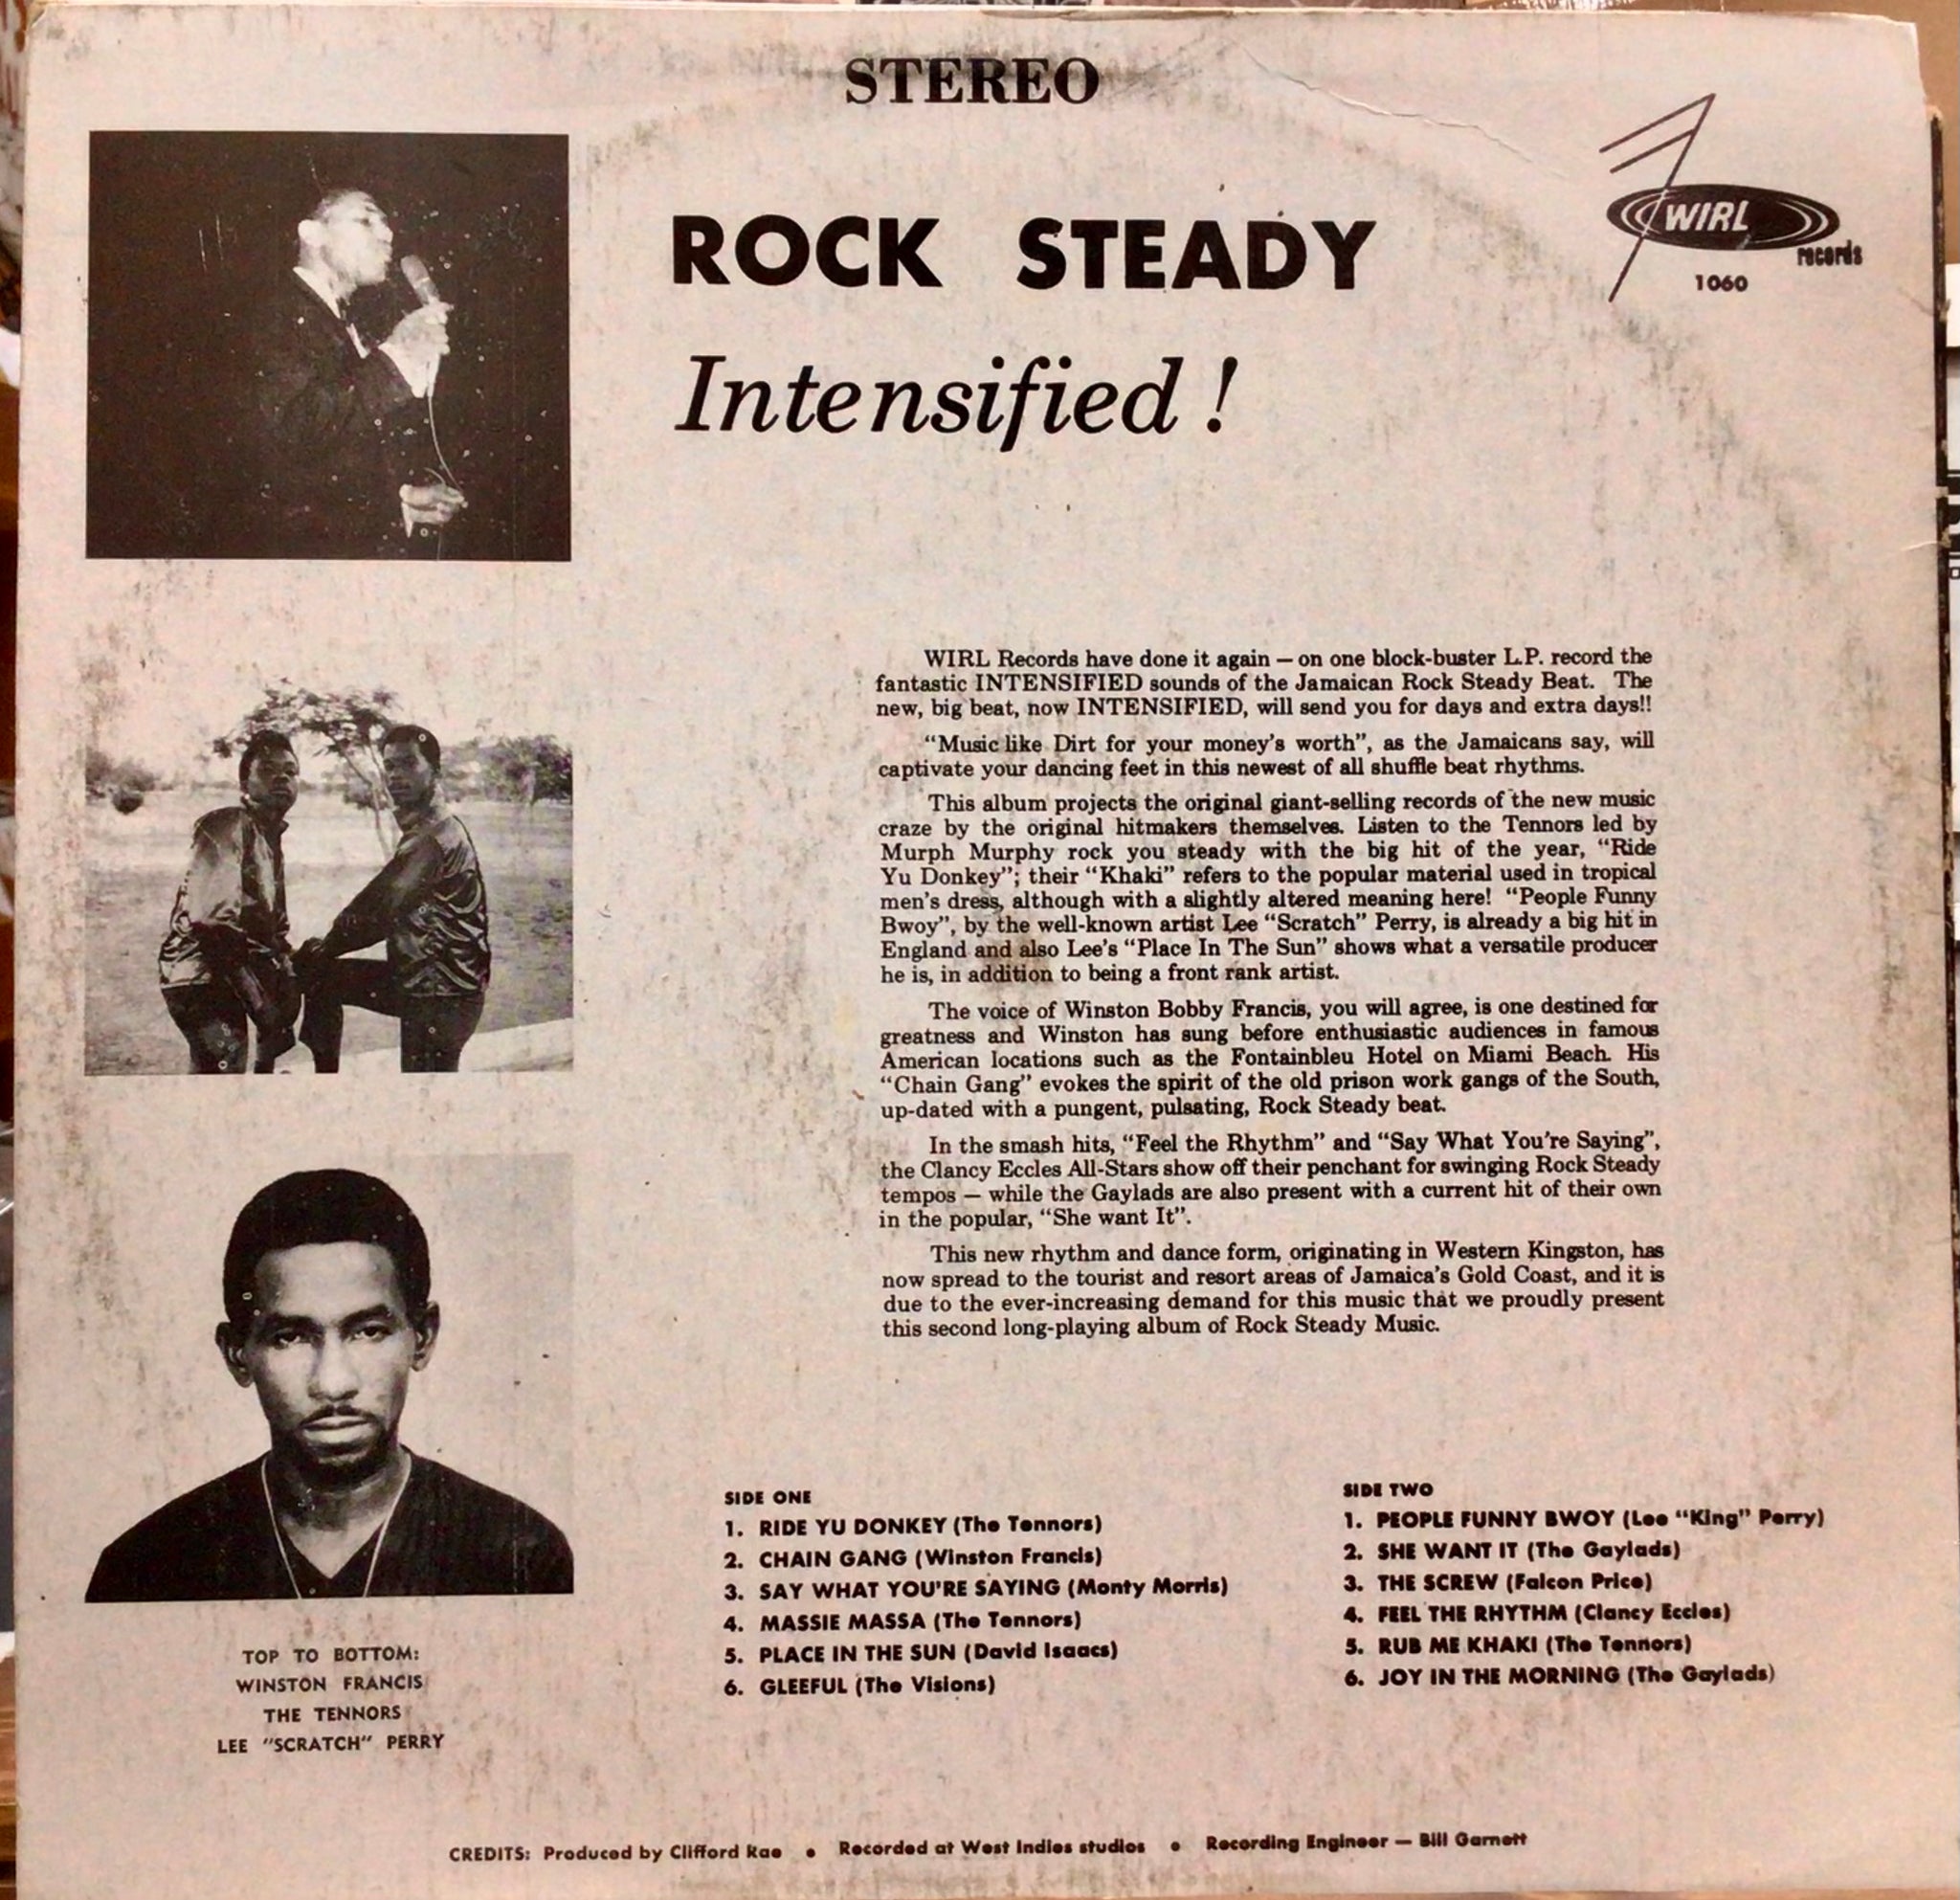 STEREO
ROCK STEADY
Intensified !
WIRL
records
1060
WIRL Records have done it again — on one block-buster L.P. record the
fantastic INTENSIFIED sounds of the Jamaican Rock Steady Beat. The
new, big beat, now INTENSIFIED, will send you for days and extra days!!
“Music like Dirt for your money’s worth”, as the Jamaicans say, will
captivate your dancing feet in this newest of all shuffle beat rhythms.
This album projects the original giant-selling records of the new music
craze by the original hitmakers themselves. Listen to the Tennors led by
Murph Murphy rock you steady with the big hit of the year, “Ride
Yu Donkey”; their “Khaki” refers to the popular material used in tropical
men’s dress, although with a slightly altered meaning here! “People Funny
Bwoy”, by the well-known artist Lee “Scratch” Perry, is already a big hit in
England and also Lee’s “Place In The Sun” shows what a versatile producer
he is, in addition to being a front rank artist.
The voice of Winston Bobby Francis, you will agree, is one destined for
greatness and Winston has sung before enthusiastic audiences in famous
American locations such as the Fontainbleu Hotel on Miami Beach. His
“Chain Gang” evokes the spirit of the old prison work gangs of the South,
up-dated with a pungent, pulsating, Rock Steady beat.
In the smash hits, “Feel the Rhythm” and “Say What You’re Saying”,
the Clancy Eccles All-Stars show off their penchant for swinging Rock Steady
tempos — while the Gaylads are also present with a current hit of their own
in the popular, “She want It”.
This new rhythm and dance form, originating in Western Kingston, has
now spread to the tourist and resort areas of Jamaica’s Gold Coast, and it is
due to the ever-increasing demand for this music that we proudly present
this second long-playing album of Rock Steady Music.
SIDE ONE
1. RIDE YU DONKEY (The Tennors)
2. CHAIN GANG (Winston Francis)
3. SAY WHAT YOU'RE SAYING (Monty Morris)
4. MASSIE MASSA (The Tennors)
5. PLACE IN THE SUN (David Isaacs)
6. GLEEFUL (The Visions)
SIDE TWO
1. PEOPLE FUNNY BWOY (Lee "King" Perry)
2. SHE WANT IT (The Gaylads)
3. THE SCREW (Falcon Price)
4. FEEL THE RHYTHM (Clancy Eccles)
5. RUB ME KHAKI (The Tennors)
6. JOY IN THE MORNING (The Gaylads)
TOP TO BOTTOM:
WINSTON FRANCIS
THE TENNORS
LEE "SCRATCH" PERRY
CREDITS: Produced by Clifford Rae • Recorded at West Indies studios • Recording Engineer — Bill Garnett